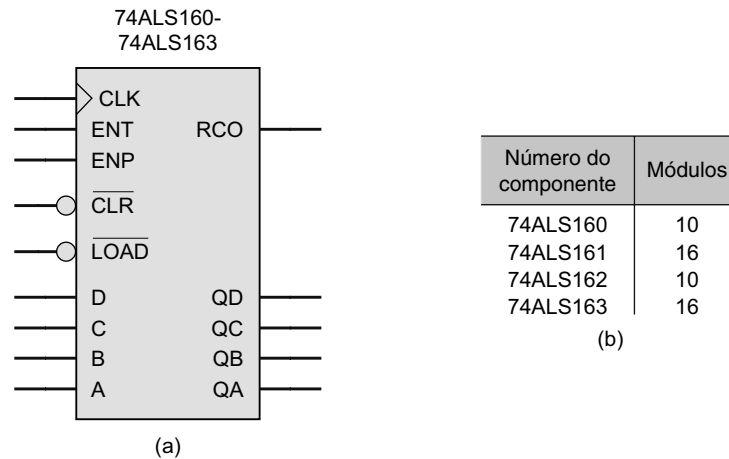 74ALS160-
74ALS163
CLK
ENT RCO
ENP
CLR
LOAD
D QD
C QC
B QB
A QA
(a)
Número do
componente Módulos
74ALS160 10
74ALS161 16
74ALS162 10
74ALS163 16
(b)